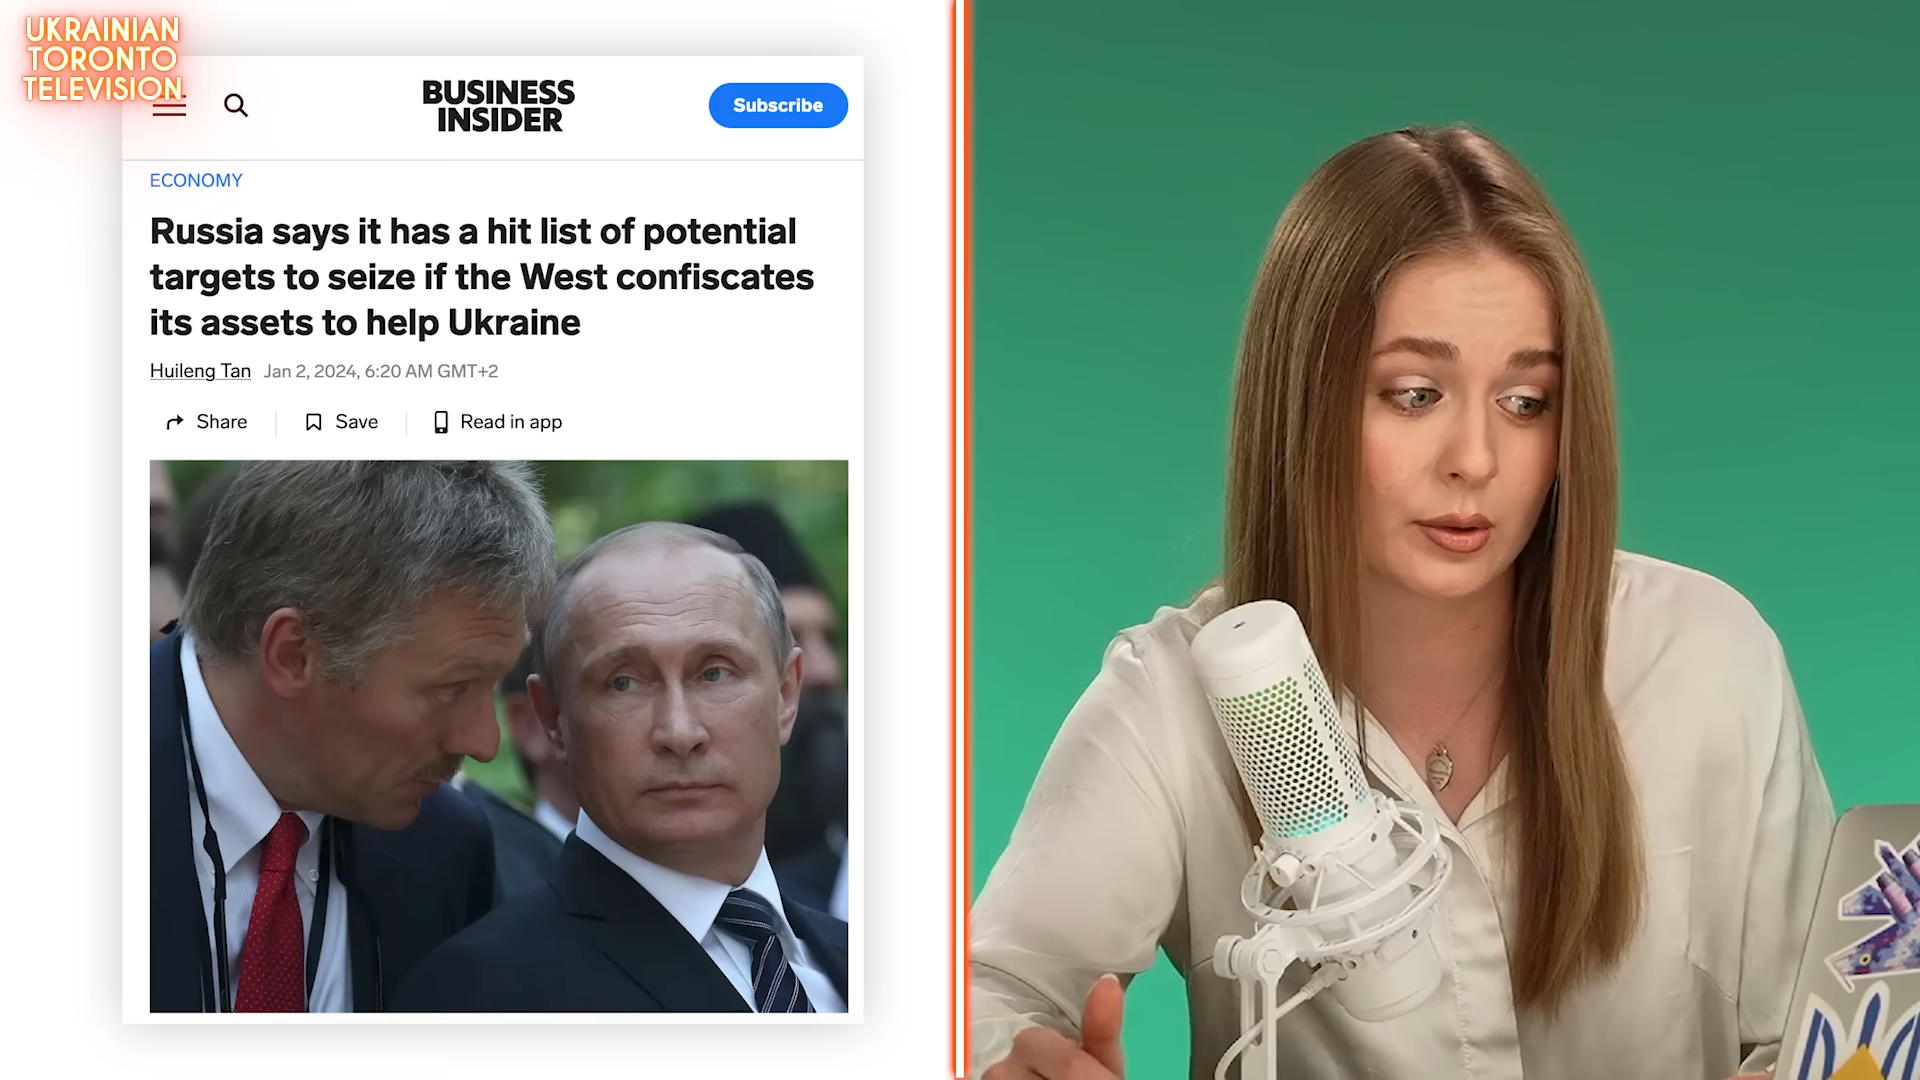 UKRAINIAN
TORONTO
TELEVISION
BUSINESS
INSIDER
Subscribe
ECONOMY
Russia says it has a hit list of potential
targets to seize if the West confiscates
its assets to help Ukraine
Huileng Tan Jan 2, 2024, 6:20 AM GMT+2
Share Save Read in app